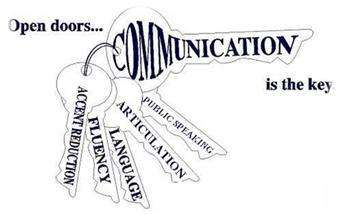 Open doors...
COMMUNICATION
is the key
PUBLIC SPEAKING
ARTICULATION
LANGUAGE
FLUENCY
ACCENT REDUCTION